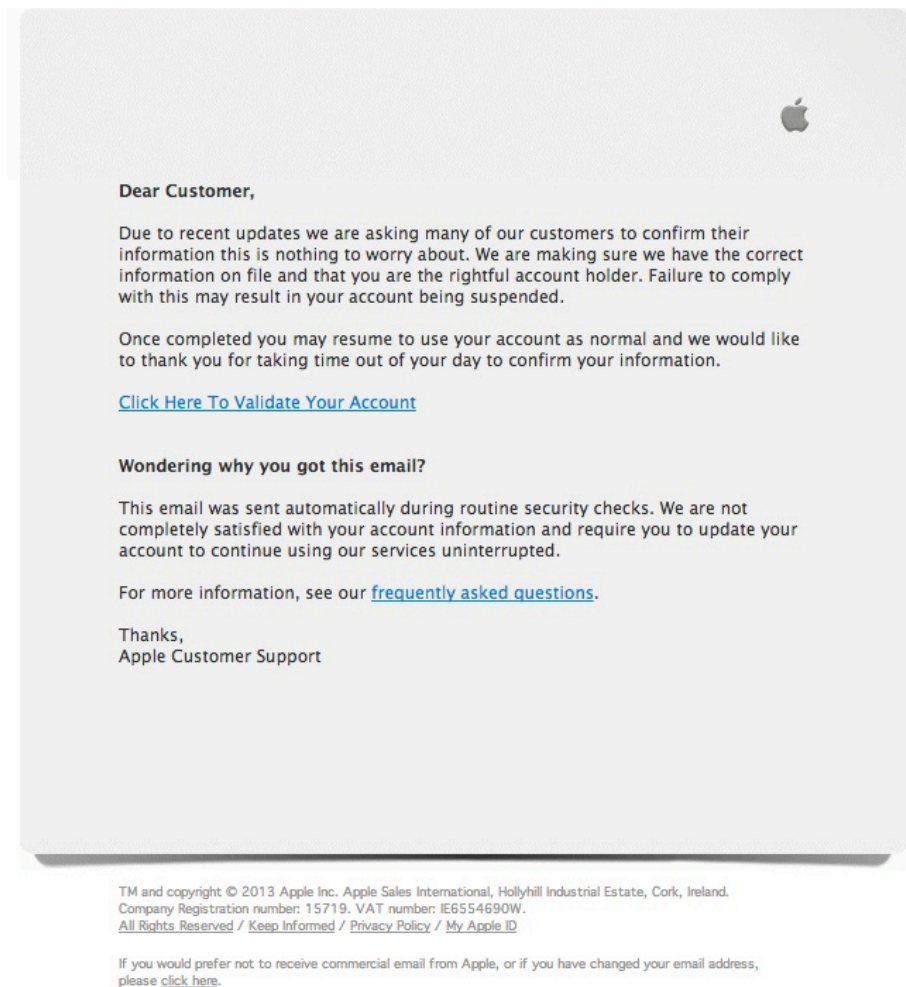 Dear Customer,
Due to recent updates we are asking many of our customers to confirm their
information this is nothing to worry about. We are making sure we have the correct
information on file and that you are the rightful account holder. Failure to comply
with this may result in your account being suspended.
Once completed you may resume to use your account as normal and we would like
to thank you for taking time out of your day to confirm your information.
Click Here To Validate Your Account
Wondering why you got this email?
This email was sent automatically during routine security checks. We are not
completely satisfied with your account information and require you to update your
account to continue using our services uninterrupted.
For more information, see our frequently asked questions.
Thanks,
Apple Customer Support
TM and copyright © 2013 Apple Inc. Apple Sales International, Hollyhill Industrial Estate, Cork, Ireland.
Company Registration number: 15719. VAT number: IE6554690W.
All Rights Reserved / Keep Informed / Privacy Policy / My Apple ID
If you would prefer not to receive commercial email from Apple, or if you have changed your email address,
please click here.